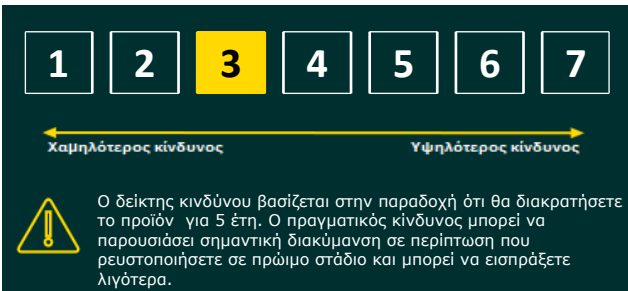 1 2 3 4 5 6 7
Χαμηλότερος κίνδυνος Υψηλότερος κίνδυνος
Ο δείκτης κινδύνου βασίζεται στην παραδοχή ότι θα διακρατήσετε
το προϊόν για 5 έτη. Ο πραγματικός κίνδυνος μπορεί να
παρουσιάσει σημαντική διακύμανση σε περίπτωση που
ρευστοποιήσετε σε πρώιμο στάδιο και μπορεί να εισπράξετε
λιγότερα.